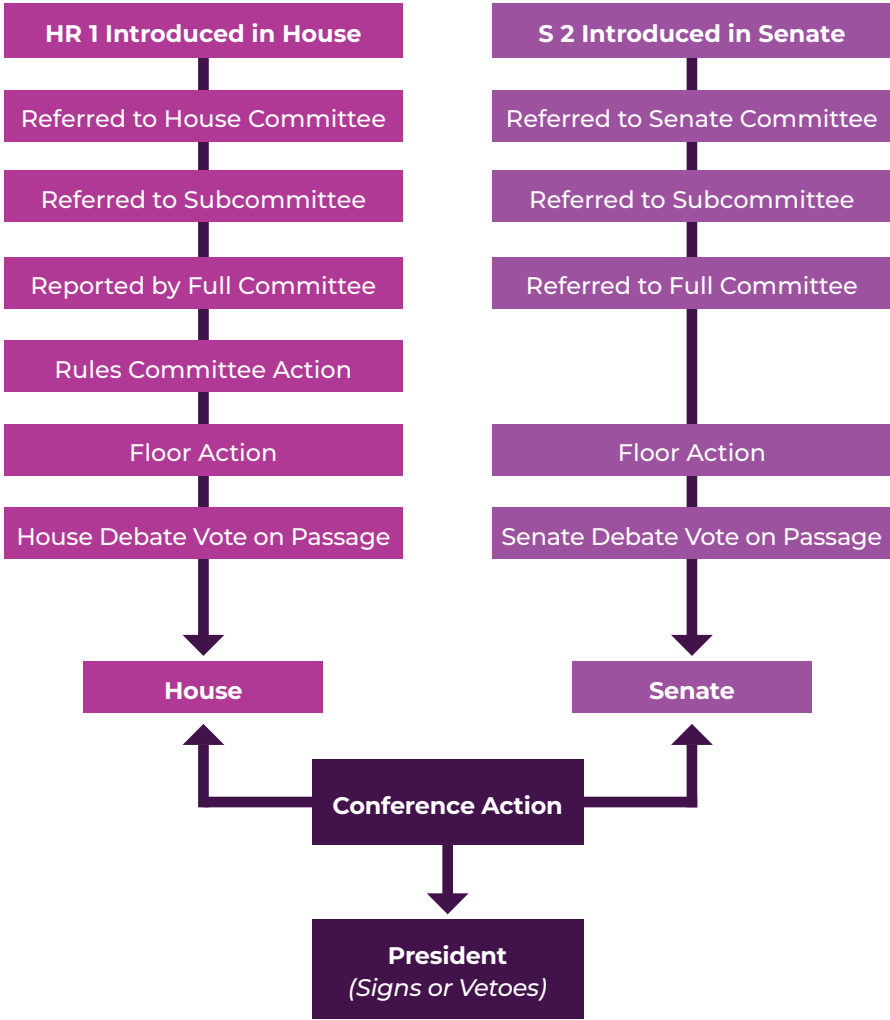 HR 1 Introduced in House
Referred to House Committee
Referred to Subcommittee
Reported by Full Committee
Rules Committee Action
Floor Action
House Debate Vote on Passage
House
S 2 Introduced in Senate
Referred to Senate Committee
Referred to Subcommittee
Referred to Full Committee
Floor Action
Senate Debate Vote on Passage
Senate
Conference Action
President
(Signs or Vetoes)